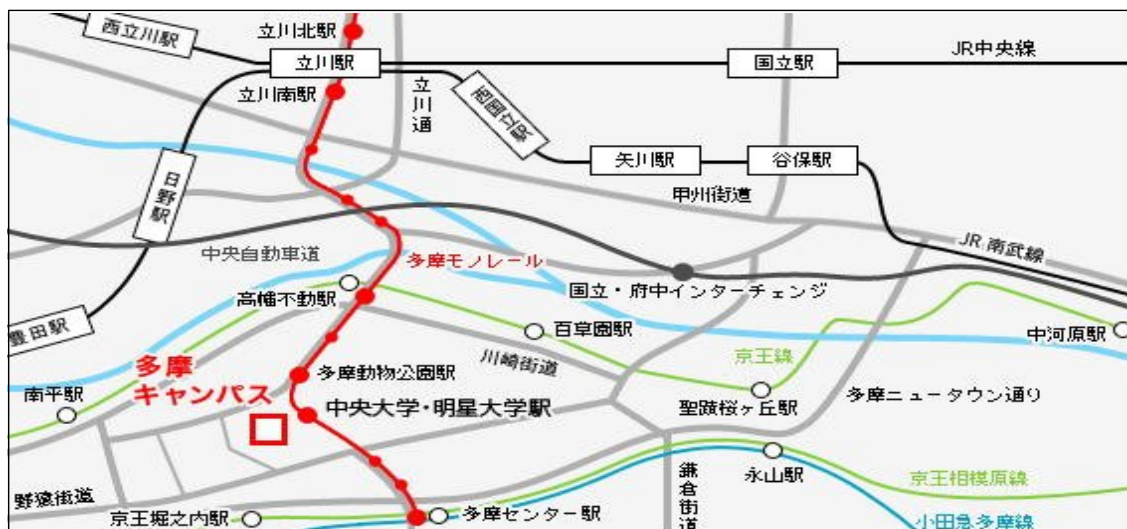 立川北駅
西立川駅
立川駅
国立駅
JR中央線
立川南駅
立川通
西国立駅
矢川駅
谷保駅
日野駅
甲州街道
中央自動車道
多摩モノレール
JR南武線
高幡不動駅
国立・府中インターチェンジ
豊田駅
百草園駅
中河原駅
川崎街道
京王線
多摩
キャンパス
多摩動物公園駅
南平駅
中央大学・明星大学駅
聖蹟桜ヶ丘駅
多摩ニュータウン通り
永山駅
鎌倉街道
京王相模原線
野猿街道
京王堀之内駅
多摩センター駅
小田急多摩線